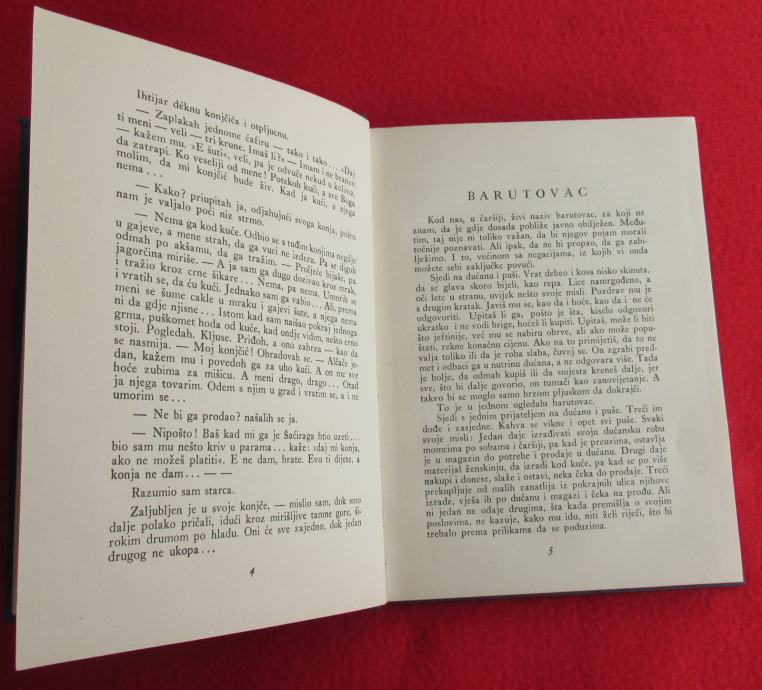 Ihtijar déknu konjčića i otpljucnu.
— Zaplakah jednome ćafiru — tako i tako... »Daj
ti meni — veli — tri krune. Imaš li?« — Imam i ne branim
— kažem mu. »E šuti«, veli, pa je odvuče nekud u kolima,
da zatrapi. Ko veseliji od mene! Potekoh kući, a sve Boga
molim, da mi konjčić bude živ. Kad ja kući, a njega
nema...
— Kako? priupitah ja, odjahujući svoga konja, pošto
nam je valjalo poći niz strmo.
— Nema ga kod kuće. Odbio se s tuđim konjima negdje
u gajeve, a mene strah, da ga vuci ne izderu. Pa se digoh
odmah po akšamu, da ga tražim. — Proljeće bijaše, pa
jagorčina miriše. — A ja sam ga dugo dozivao kroz mrak,
i tražio kroz crne šikare... Nema, pa nema. Umorih se
i vratih se, da ću kući. Jednako sam ga vabio... Ali, prema
meni se šume cakle u mraku i gajevi šute, a njega nema
ni da gdje njisne... Istom kad sam naišao pokraj jednoga
grma, puškomet hoda od kuće, kad ondje vidim, nešto crno
stoji. Pogledah. Kljuse. Priđoh, a ono zahrza — kao da
se nasmija. — Moj konjčić! Obradovah se. — Alčače je-
dan, kažem mu i povedoh ga za uho kući. A on me sve
hoće zubima za mišicu. A meni drago, drago... Otad
ja njega tovarim. Odem s njim u grad i vratim se, a i ne
umorim se...
— Ne bi ga prodao? našalih se ja.
— Nipošto! Baš kad mi ga je Šaćiraga htio uzeti...
bio sam mu nešto kriv u parama... kaže: »daj mi konja,
ako ne možeš platiti«. E ne dam, brate. Evo ti dijete, a
konja ne dam... — —
Razumio sam starca.
Zaljubljen je u svoje konjče, — mislio sam, dok smo
dalje polako pričali, idući kroz mirišljive tamne gore, ši-
rokim drumom po hladu. Oni će sve zajedno, dok jedan
drugog ne ukopa...
4
BARUTOVAC
Kod nas, u čaršiji, živi naziv barutovac, za koji ne
znam, da je gdje dosada pobliže javno obilježen. Među-
tim, taj nije ni toliko važan, da bi njegov pojam morali
točnije poznavati. Ali ipak, da ne bi propao, da ga zabi-
lježimo. I to, većinom sa negacijama, iz kojih vi onda
možete sebi zaključke povući.
Sjedi na dućanu i puši. Vrat debeo i kosa nisko skinuta,
da se glava skoro bijeli, kao repa. Lice namrgođeno, a
oči lete u stranu, uvijek nešto svoje misli. Pozdrav mu je
s drugim kratak. Javiš mu se, kao da i hoće, kao da i ne će
odgovoriti. Upitaš li ga, pošto je šta, kiselo odgovori
ukratko i ne vodi brige, hoćeš li kupiti. Upitaš, može li biti
što jeftinije, već mu se nabiru obrve, ali ako može popu-
štati, rekne konačnu cijenu. Ako na to primijetiš, da to ne
valja toliko ili da je roba slaba, čuvaj se. On zgrabi pred-
met i odbaci ga u nutrinu dućana, a ne odgovara više. Tada
je bolje, da odmah kupiš ili da smjesta kreneš dalje, jer
sve, što bi dalje govorio, on tumači kao zanovijetanje. A
takvo bi se moglo samo brzom pljuskom da dokrajči.
To je u jednom ogledalu barutovac.
Sjedi s jednim prijateljem na dućanu i puše. Treći im
dođe i zasjedne. Kahva se vikne i opet svi puše. Svaki
svoje misli: Jedan daje izrađivati svoju dućansku robu
momcima po sobama i čaršiji, pa kad je preuzima, ostavlja
je u magazin do potrebe i prodaje u dućanu. Drugi daje
materijal ženskinju, da izradi kod kuće, pa kad se po više
nakupi i donese, slaže i ostavi, neka čeka do prodaje. Treći
prekupljuje od malih zanatlija iz pokrajnih ulica njihove
izrade, vješa ih po dućanu i magazi i čeka na prođu. Ali
ni jedan ne odaje drugima, šta kada premišlja o svojim
poslovima, ne kazuje, kako mu idu, niti želi riječi, što bi
trebalo prema prilikama da se poduzima.
5